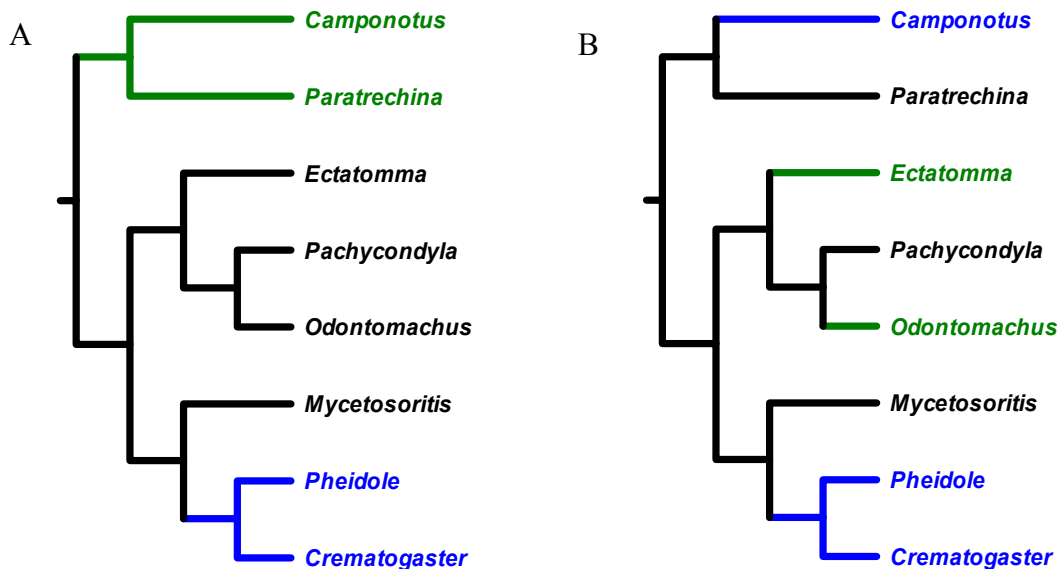 A
Camponotus
Paratrechina
Ectatomma
Pachycondyla
Odontomachus
Mycetosoritis
Pheidole
Crematogaster
B
Camponotus
Paratrechina
Ectatomma
Pachycondyla
Odontomachus
Mycetosoritis
Pheidole
Crematogaster